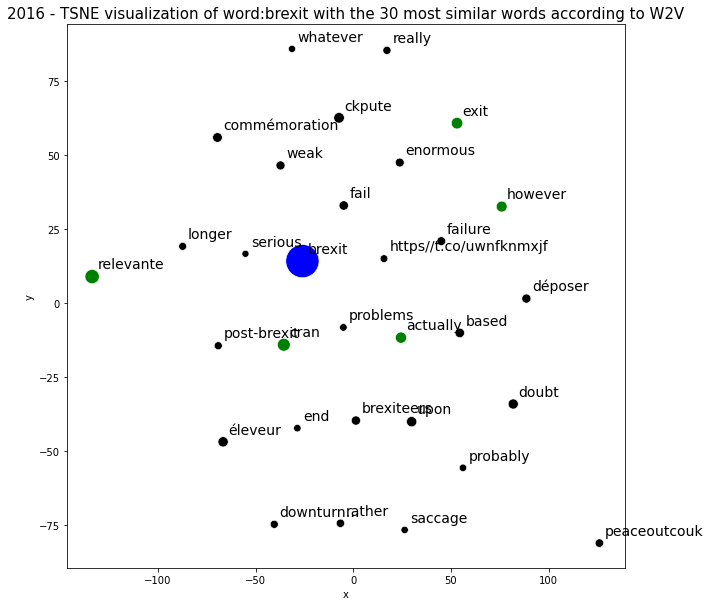 2016 - TSNE visualization of word:brexit with the 30 most similar words according to W2V
whatever
really
75
ckpute
exit
commémoration
50
weak
enormous
fail
however
25
longer
serious
failure
brexit
https//t.co/uwnfknmxjf
relevante
déposer
y
0
problems
post-brexit
cran
actually
based
−25
doubt
brexiteers
upon
end
éleveur
−50
probably
rather
saccage
−75
peaceoutcouk
−100
−50
0
50
100
x